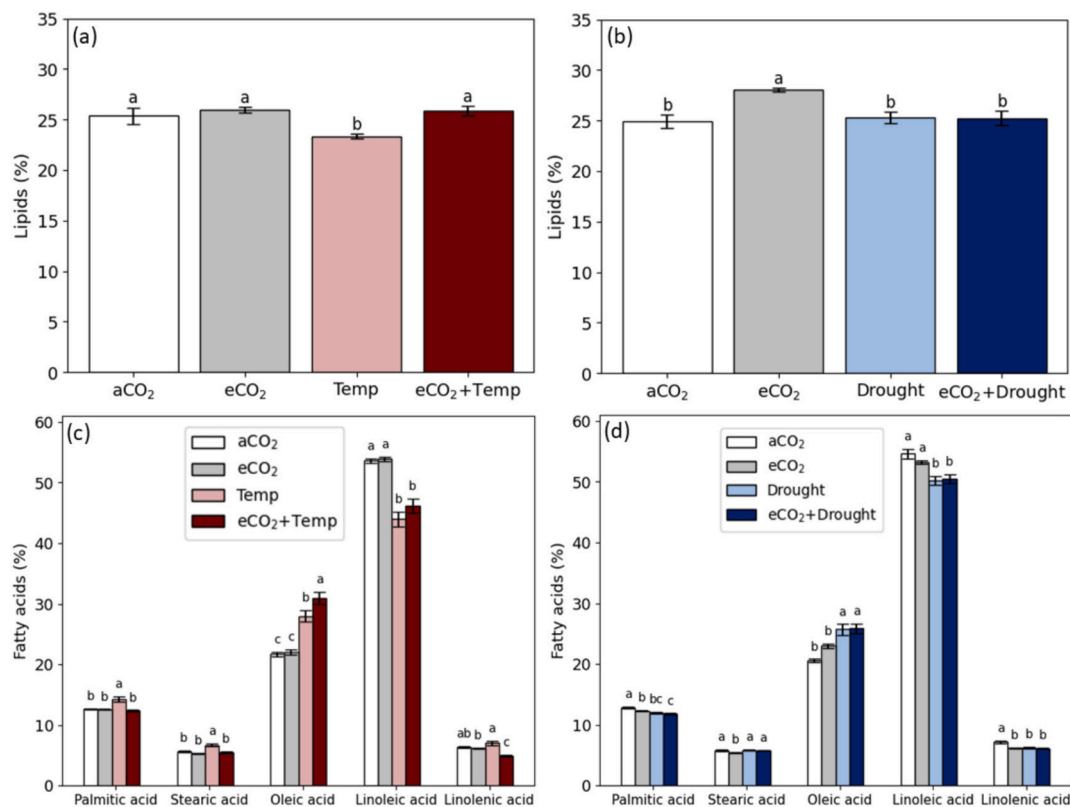 (a)
35
30
25
20
15
10
5
0
Lipids (%)
a
a
b
a
aCO₂
eCO₂
Temp
eCO₂+Temp
(b)
35
30
25
20
15
10
5
0
Lipids (%)
b
a
b
b
aCO₂
eCO₂
Drought
eCO₂+Drought
(c)
60
50
40
30
20
10
0
Fatty acids (%)
aCO₂
eCO₂
Temp
eCO₂+Temp
b b a b
b b a b
c c b a
a a b b
ab b a c
Palmitic acid
Stearic acid
Oleic acid
Linoleic acid
Linolenic acid
(d)
60
50
40
30
20
10
0
Fatty acids (%)
aCO₂
eCO₂
Drought
eCO₂+Drought
a b bc c
a b a a
b b a a
a a b b
a b b b
Palmitic acid
Stearic acid
Oleic acid
Linoleic acid
Linolenic acid